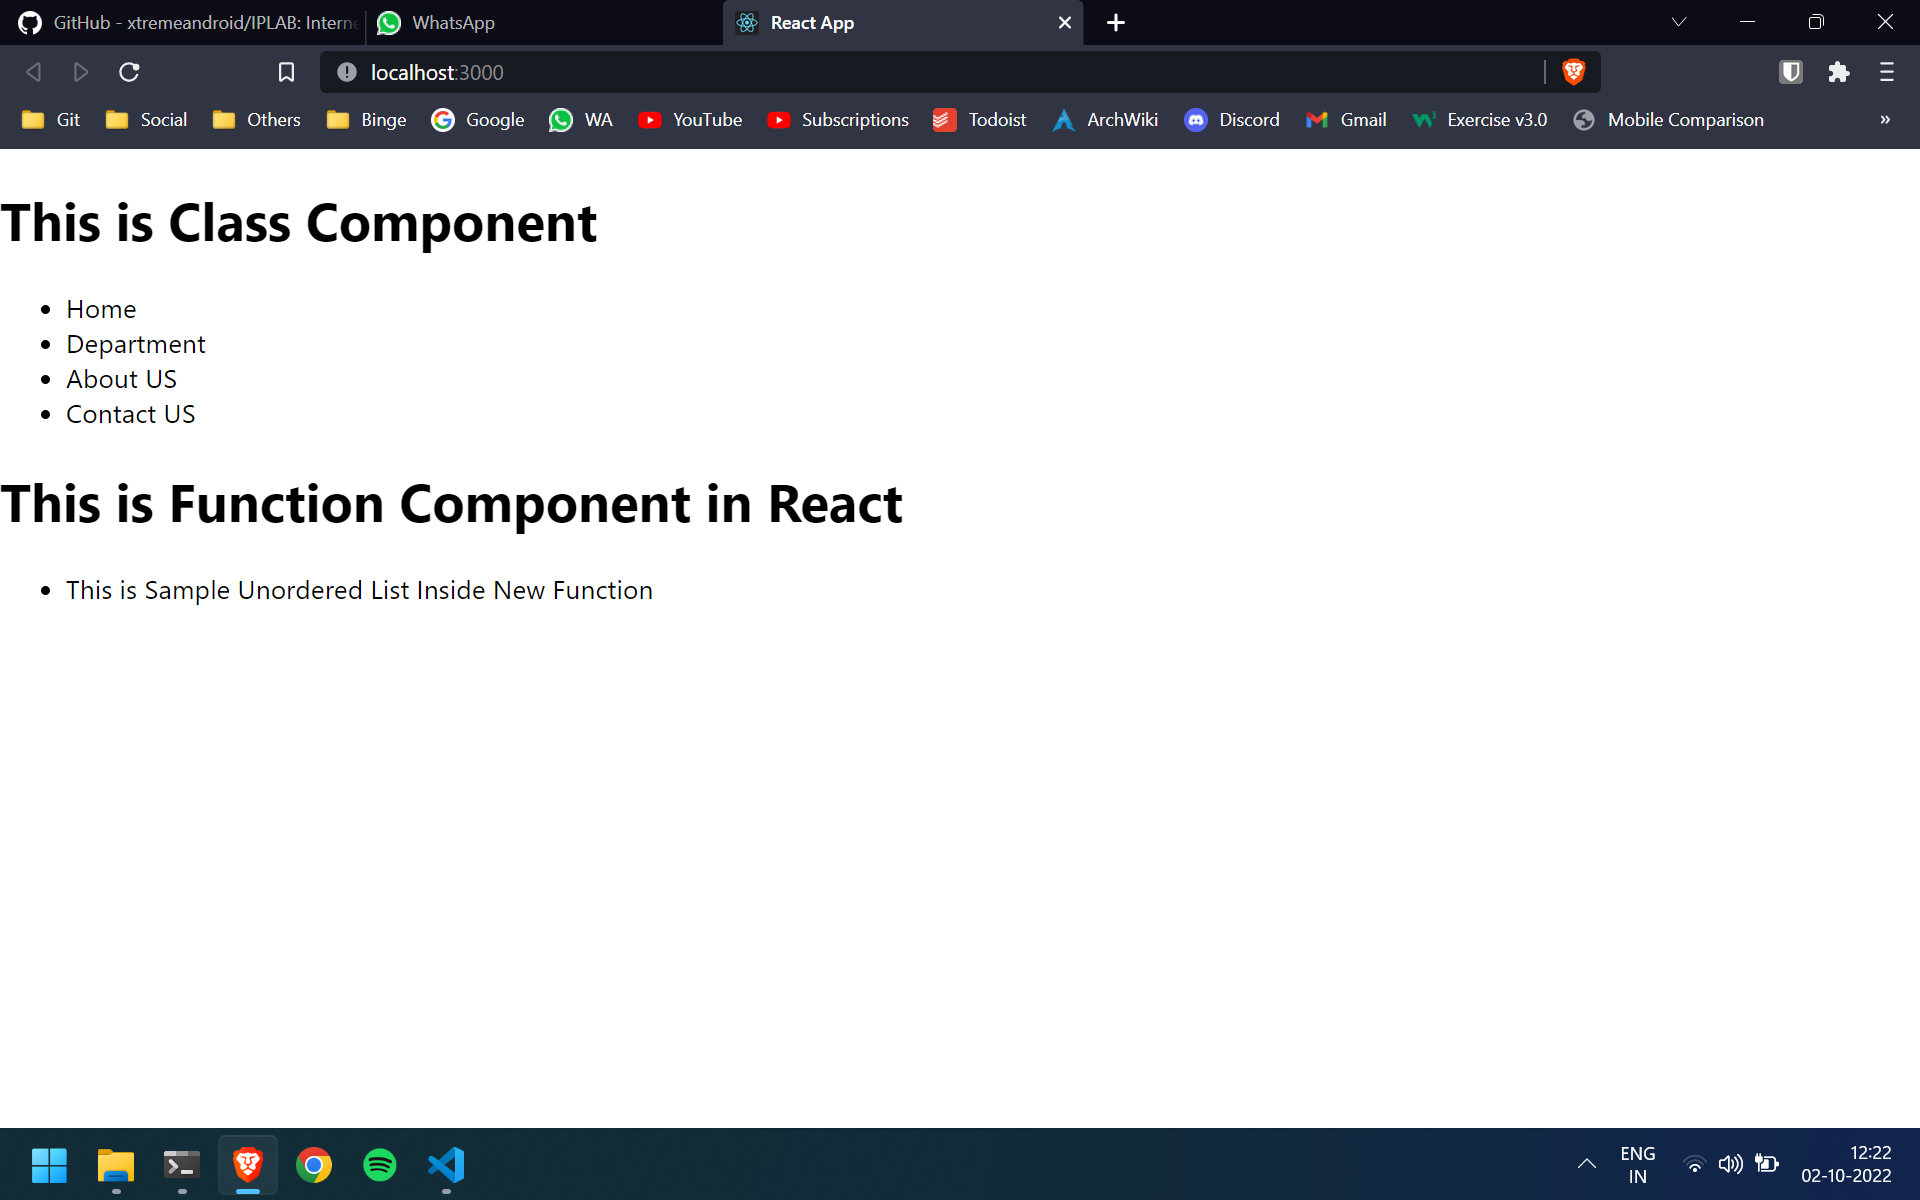 GitHub - xtremeandroid/IPLAB: Intern
WhatsApp
React App
localhost:3000
Git
Social
Others
Binge
Google
WA
YouTube
Subscriptions
Todoist
ArchWiki
Discord
Gmail
Exercise v3.0
Mobile Comparison
»
This is Class Component
• Home
• Department
• About US
• Contact US
This is Function Component in React
• This is Sample Unordered List Inside New Function
ENG
IN
12:22
02-10-2022